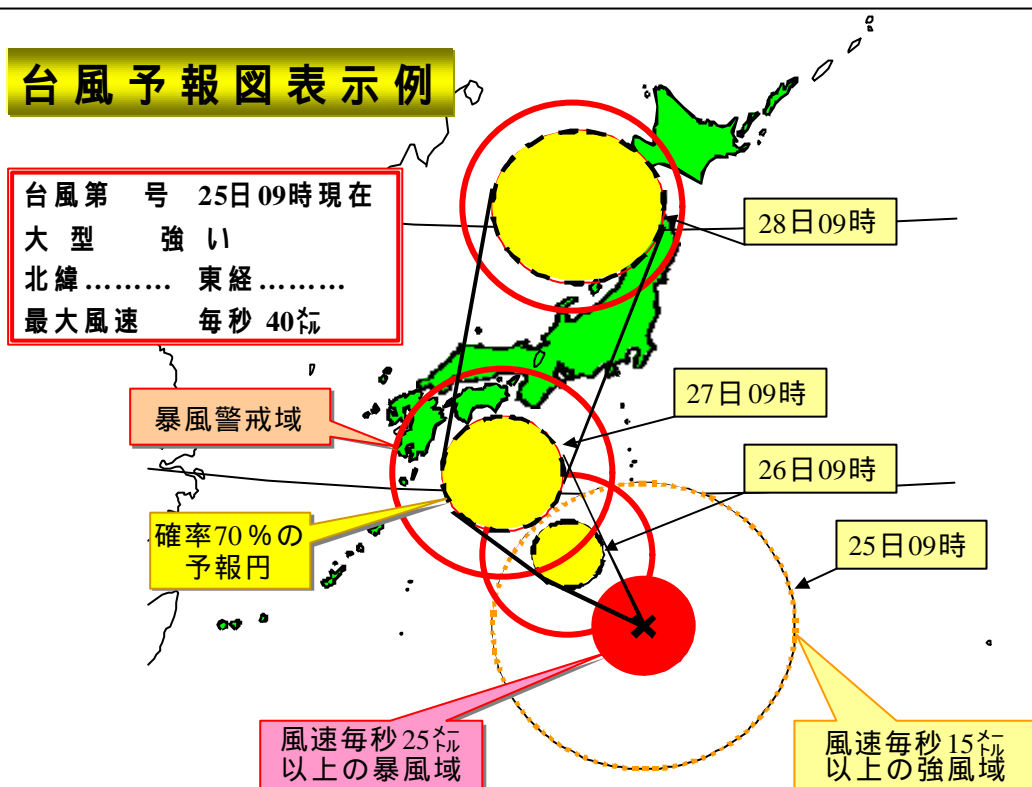 台風予報図表示例
台風第　号　25日09時現在
大型　強い
北緯………　東経………
最大風速　毎秒 40㍍
28日09時
27日09時
暴風警戒域
26日09時
確率70％の
予報円
25日09時
風速毎秒25㍍
以上の暴風域
風速毎秒15㍍
以上の強風域